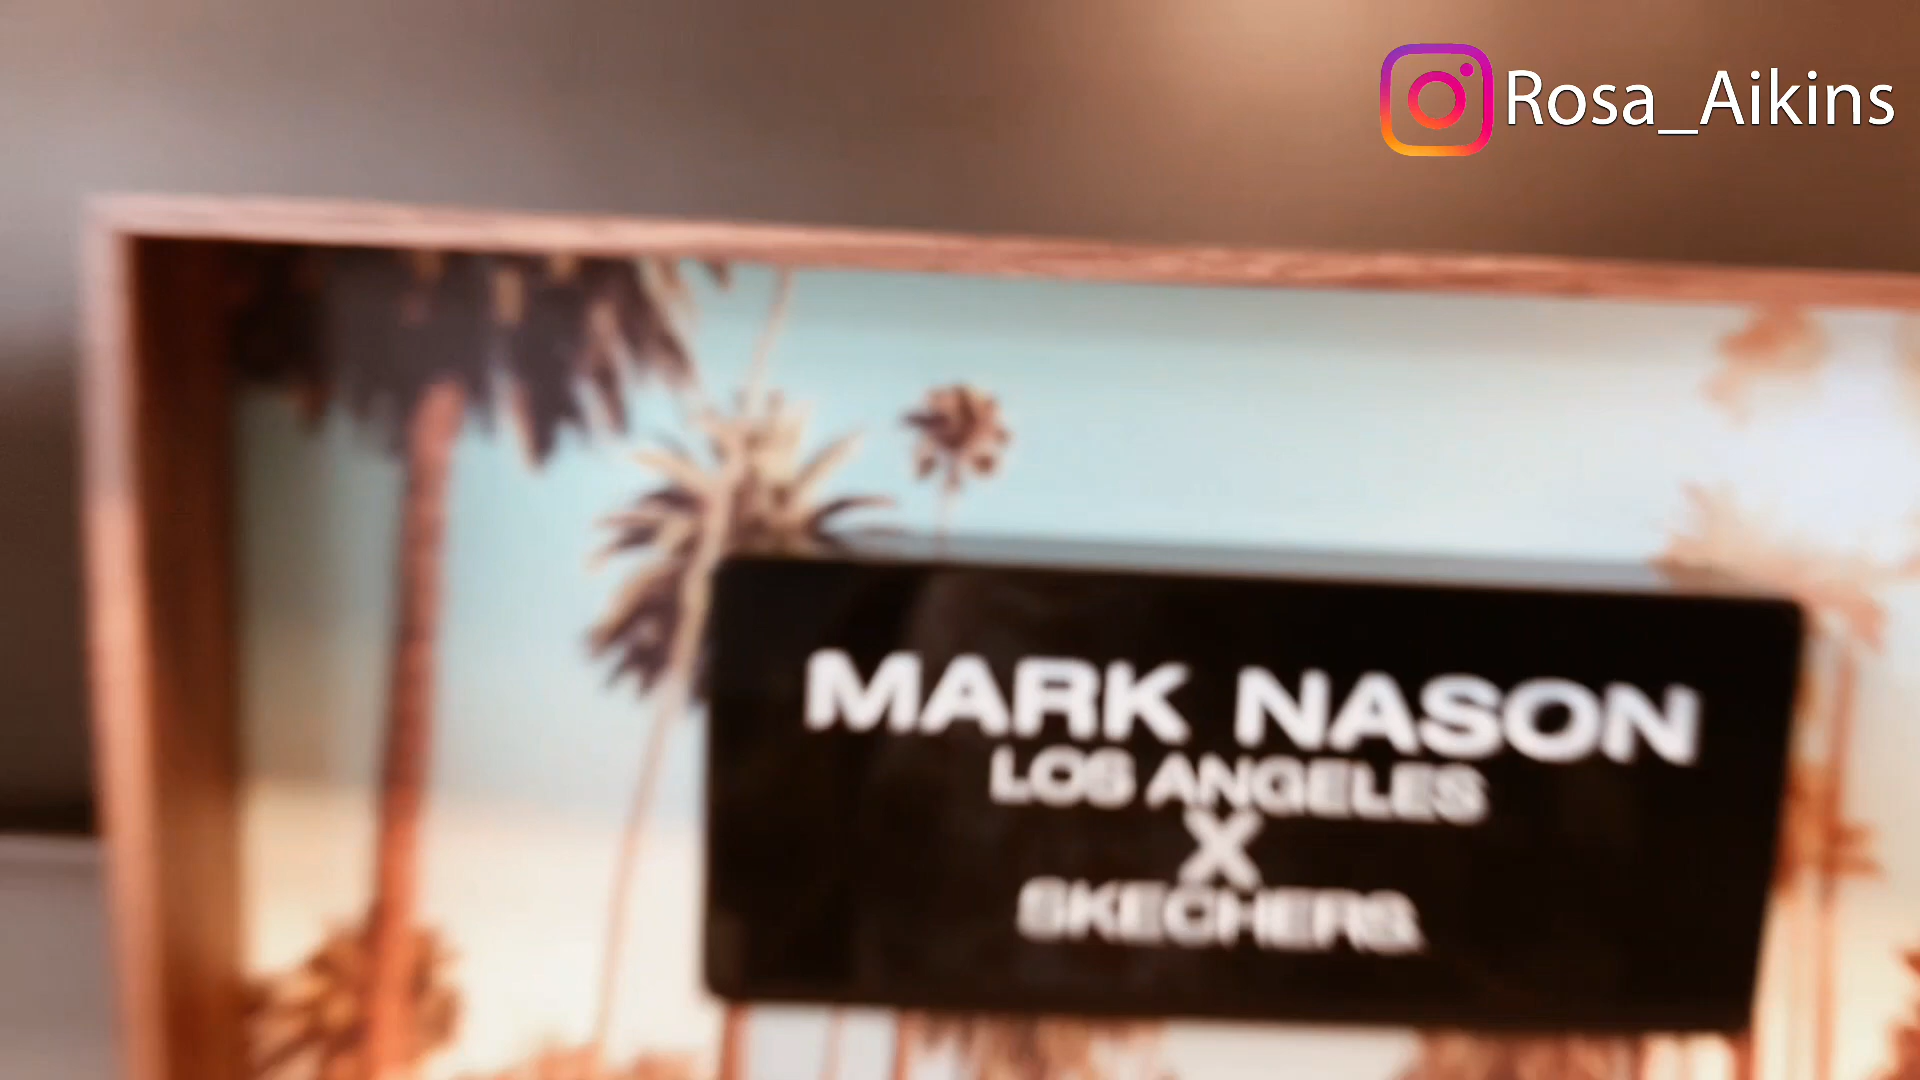 Rosa_Aikins
MARK NASON
LOS ANGELES
X
SKECHERS